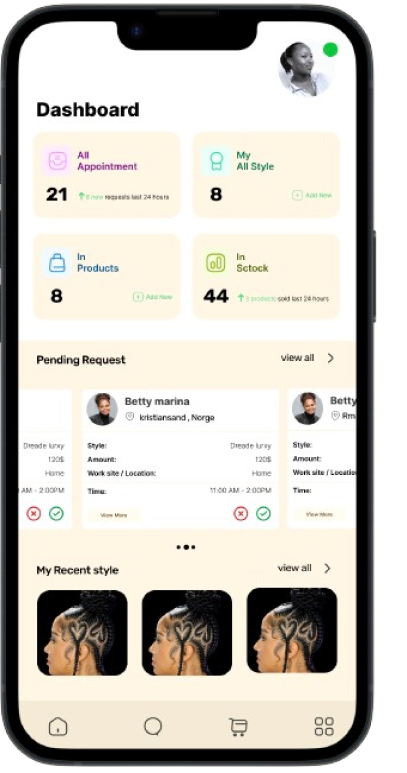 Dashboard
All
Appointment
21
8 new requests last 24 hours
My
All Style
8
Add New
In
Products
8
Add New
In
Sctock
44
3 products sold last 24 hours
Pending Request
view all
Dreade lurxy
120$
Home
AM - 2:00PM
Betty marina
kristiansand , Norge
Style:
Dreade lurxy
Amount:
120$
Work site / Location:
Home
Time:
11:00 AM - 2:00PM
View More
Betty
Rm
Style:
Amount:
Work site / Locatio
Time:
View More
My Recent style
view all